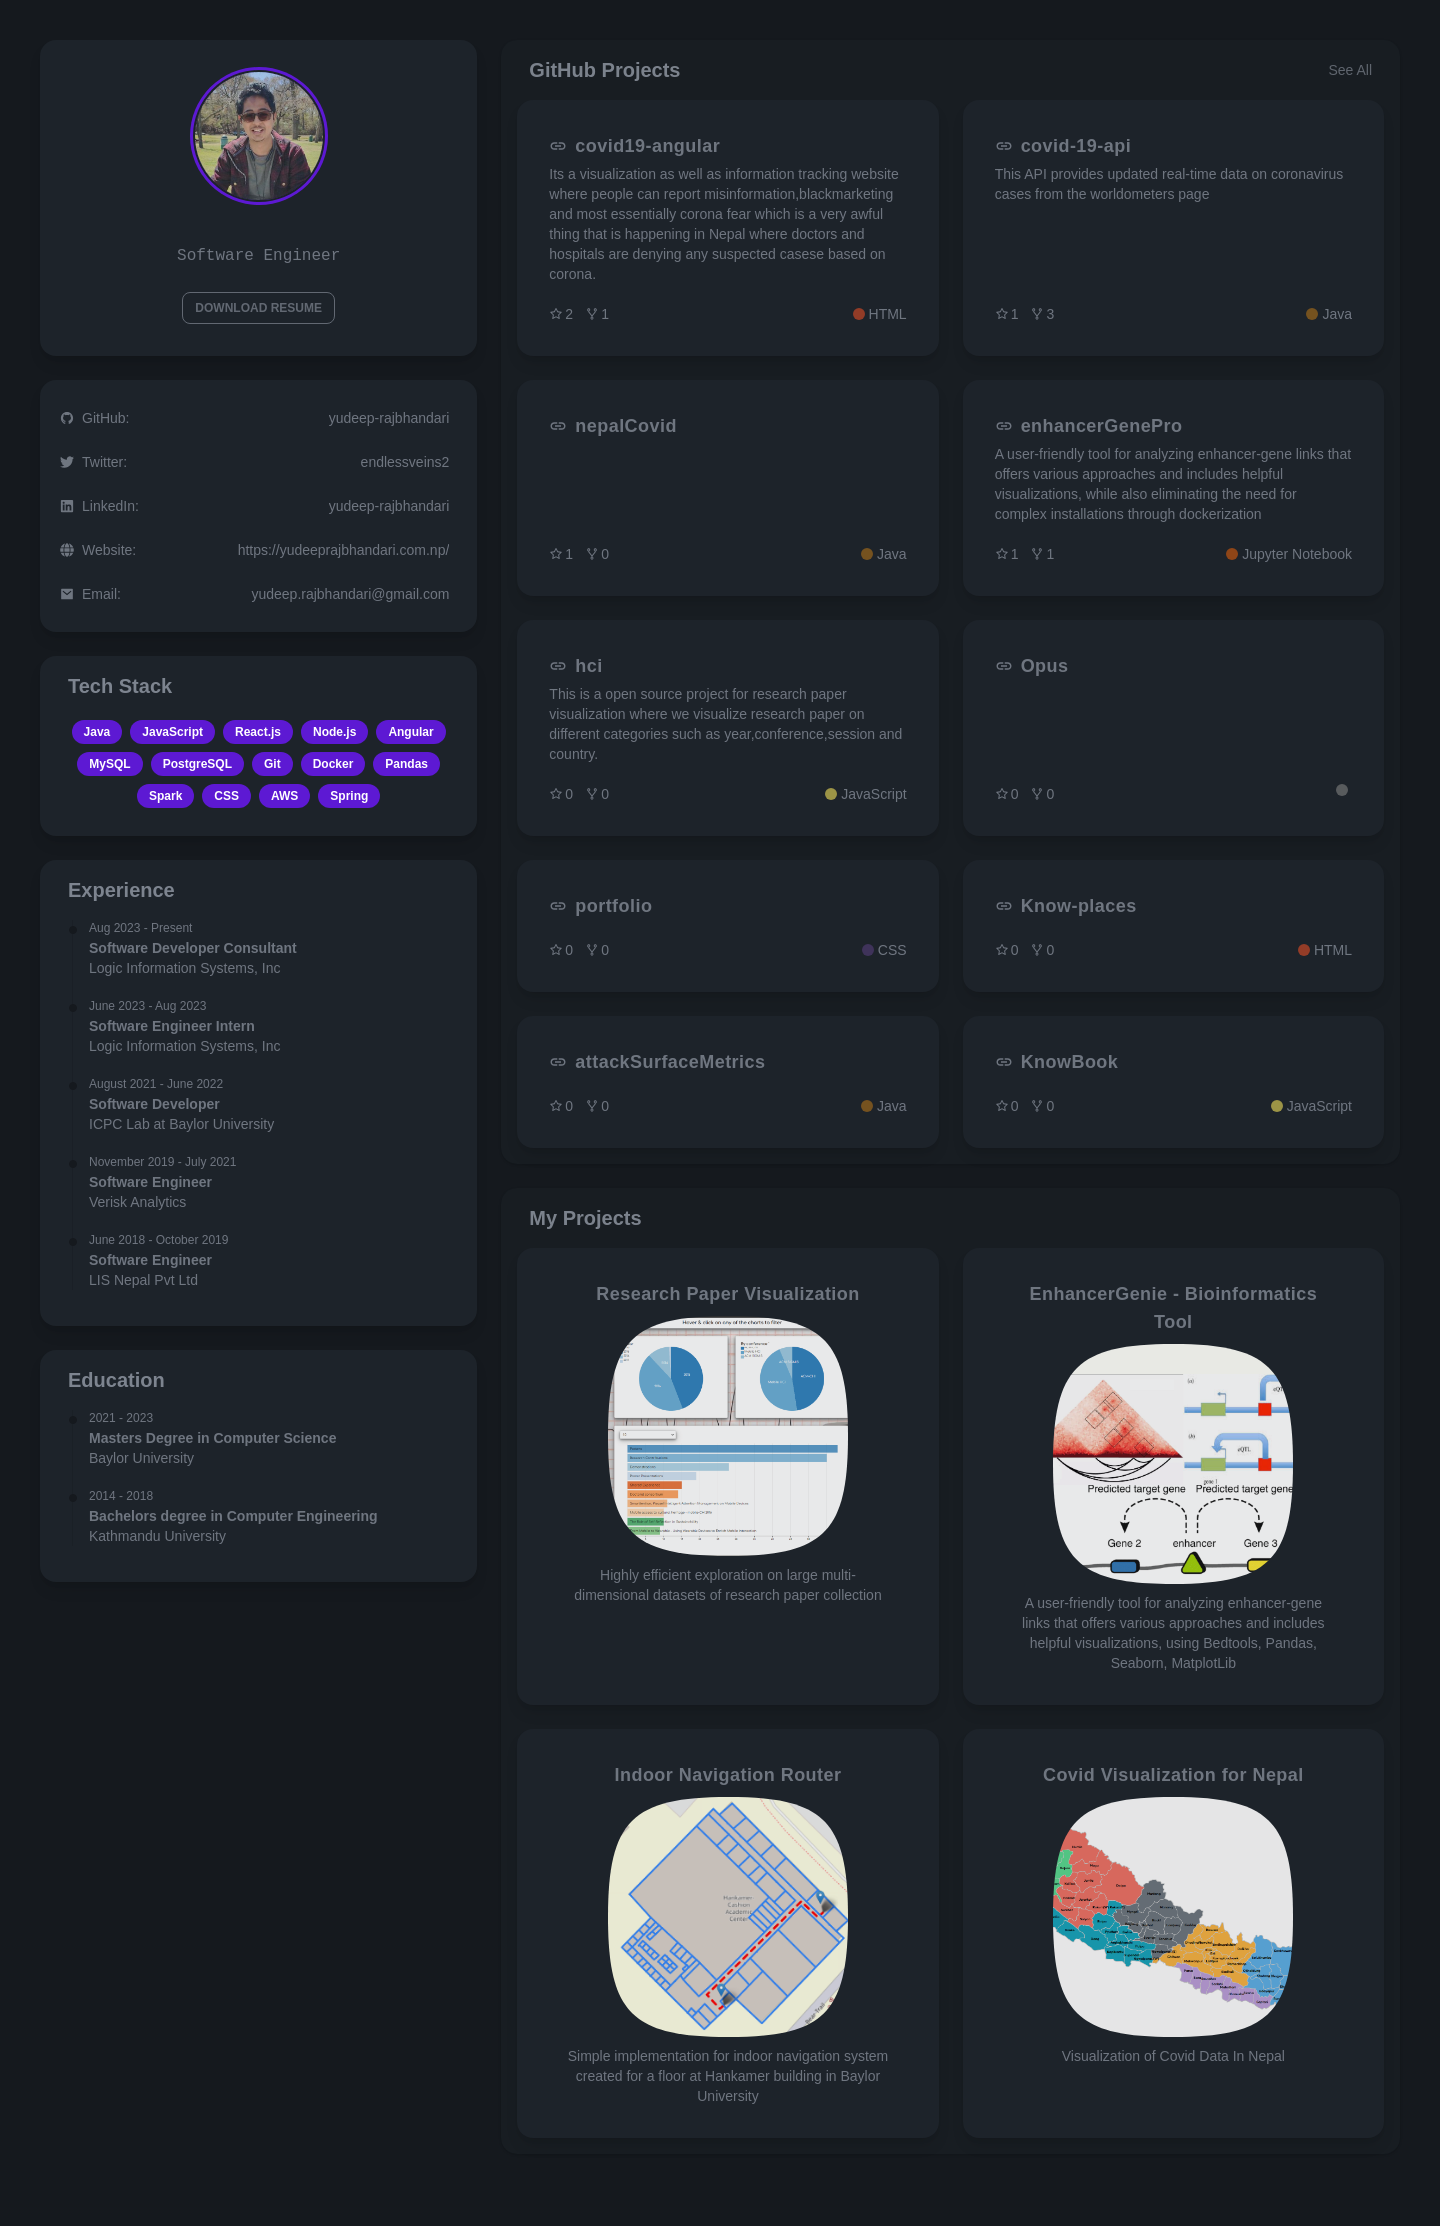 Software Engineer
DOWNLOAD RESUME
GitHub:
yudeep-rajbhandari
Twitter:
endlessveins2
LinkedIn:
yudeep-rajbhandari
Website:
https://yudeeprajbhandari.com.np/
Email:
yudeep.rajbhandari@gmail.com
Tech Stack
Java JavaScript React.js Node.js Angular
MySQL PostgreSQL Git Docker Pandas
Spark CSS AWS Spring
Experience
Aug 2023 - Present
Software Developer Consultant
Logic Information Systems, Inc
June 2023 - Aug 2023
Software Engineer Intern
Logic Information Systems, Inc
August 2021 - June 2022
Software Developer
ICPC Lab at Baylor University
November 2019 - July 2021
Software Engineer
Verisk Analytics
June 2018 - October 2019
Software Engineer
LIS Nepal Pvt Ltd
Education
2021 - 2023
Masters Degree in Computer Science
Baylor University
2014 - 2018
Bachelors degree in Computer Engineering
Kathmandu University
GitHub Projects
See All
covid19-angular
Its a visualization as well as information tracking website
where people can report misinformation,blackmarketing
and most essentially corona fear which is a very awful
thing that is happening in Nepal where doctors and
hospitals are denying any suspected casese based on
corona.
2 1 HTML
covid-19-api
This API provides updated real-time data on coronavirus
cases from the worldometers page
1 3 Java
nepalCovid
1 0 Java
enhancerGenePro
A user-friendly tool for analyzing enhancer-gene links that
offers various approaches and includes helpful
visualizations, while also eliminating the need for
complex installations through dockerization
1 1 Jupyter Notebook
hci
This is a open source project for research paper
visualization where we visualize research paper on
different categories such as year,conference,session and
country.
0 0 JavaScript
Opus
0 0
portfolio
0 0 CSS
Know-places
0 0 HTML
attackSurfaceMetrics
0 0 Java
KnowBook
0 0 JavaScript
My Projects
Research Paper Visualization
Hover & click on any of the charts to filter
Highly efficient exploration on large multi-
dimensional datasets of research paper collection
EnhancerGenie - Bioinformatics
Tool
(a)
(b)
eQTL
gene 1
Predicted target gene Predicted target gene
Gene 2 enhancer Gene 3
A user-friendly tool for analyzing enhancer-gene
links that offers various approaches and includes
helpful visualizations, using Bedtools, Pandas,
Seaborn, MatplotLib
Indoor Navigation Router
Hankamer
Cashion
Academic
Center
Simple implementation for indoor navigation system
created for a floor at Hankamer building in Baylor
University
Covid Visualization for Nepal
Visualization of Covid Data In Nepal